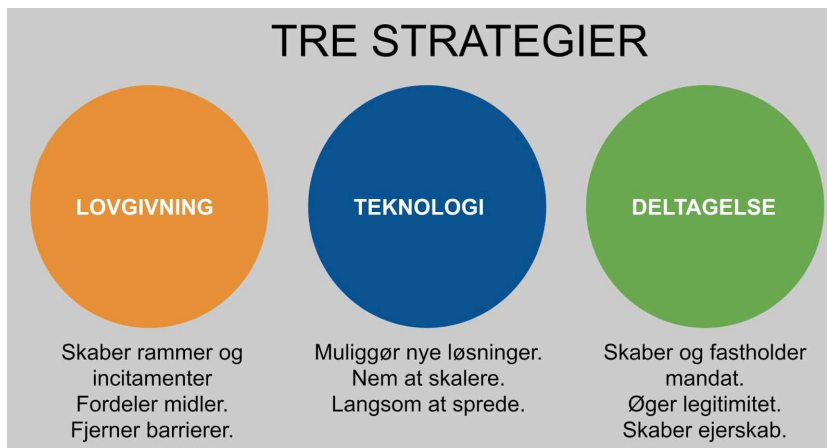 TRE STRATEGIER
LOVGIVNING
TEKNOLOGI
DELTAGELSE
Skaber rammer og
incitamenter
Fordeler midler.
Fjerner barrierer.
Muliggør nye løsninger.
Nem at skalere.
Langsom at sprede.
Skaber og fastholder
mandat.
Øger legitimitet.
Skaber ejerskab.